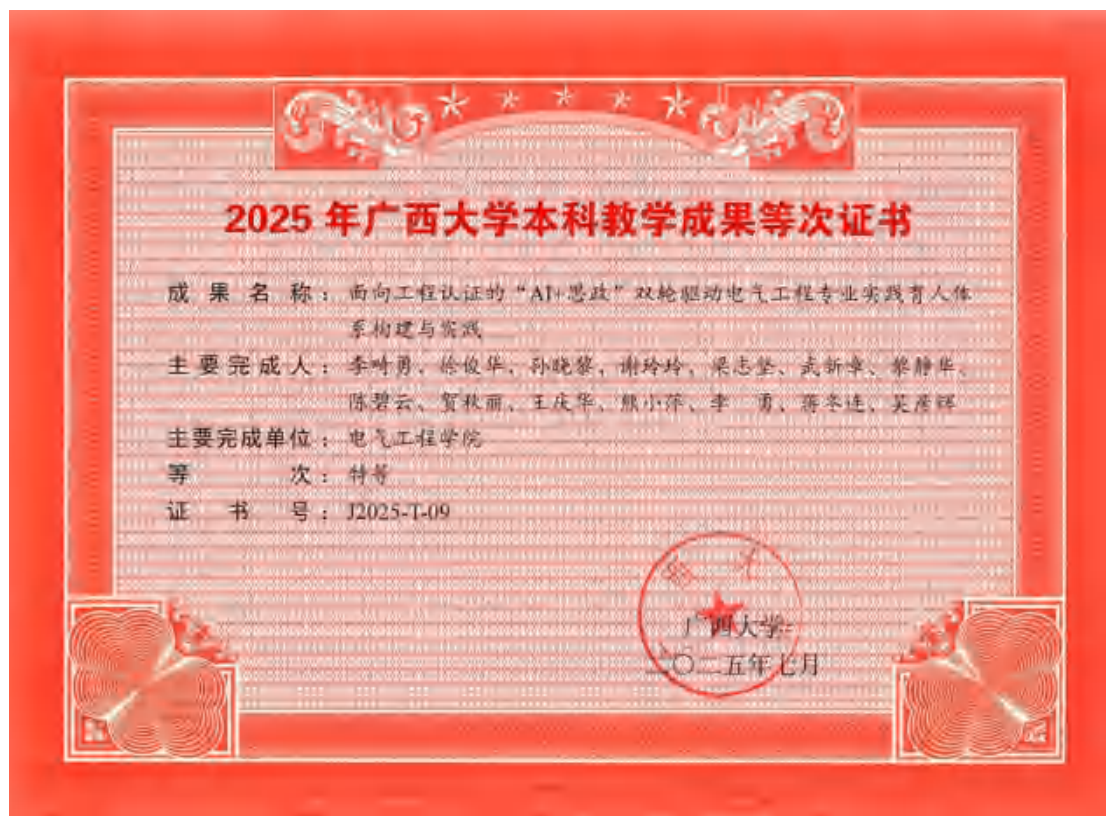 2025 年广西大学本科教学成果等次证书
成果名称：面向工程认证的“AI+思政”双轮驱动电气工程专业实践育人体
系构建与实践
主要完成人：李啸勇、徐俊华、孙晓黎、谢玲玲、梁志坚、武新章、黎静华、
陈碧云、贺秋丽、王庆华、熊小萍、李 勇、蒋冬连、吴彦辉
主要完成单位：电气工程学院
等次：特等
证书号：J2025-T-09
西 大
广西大学
二〇二五年七月